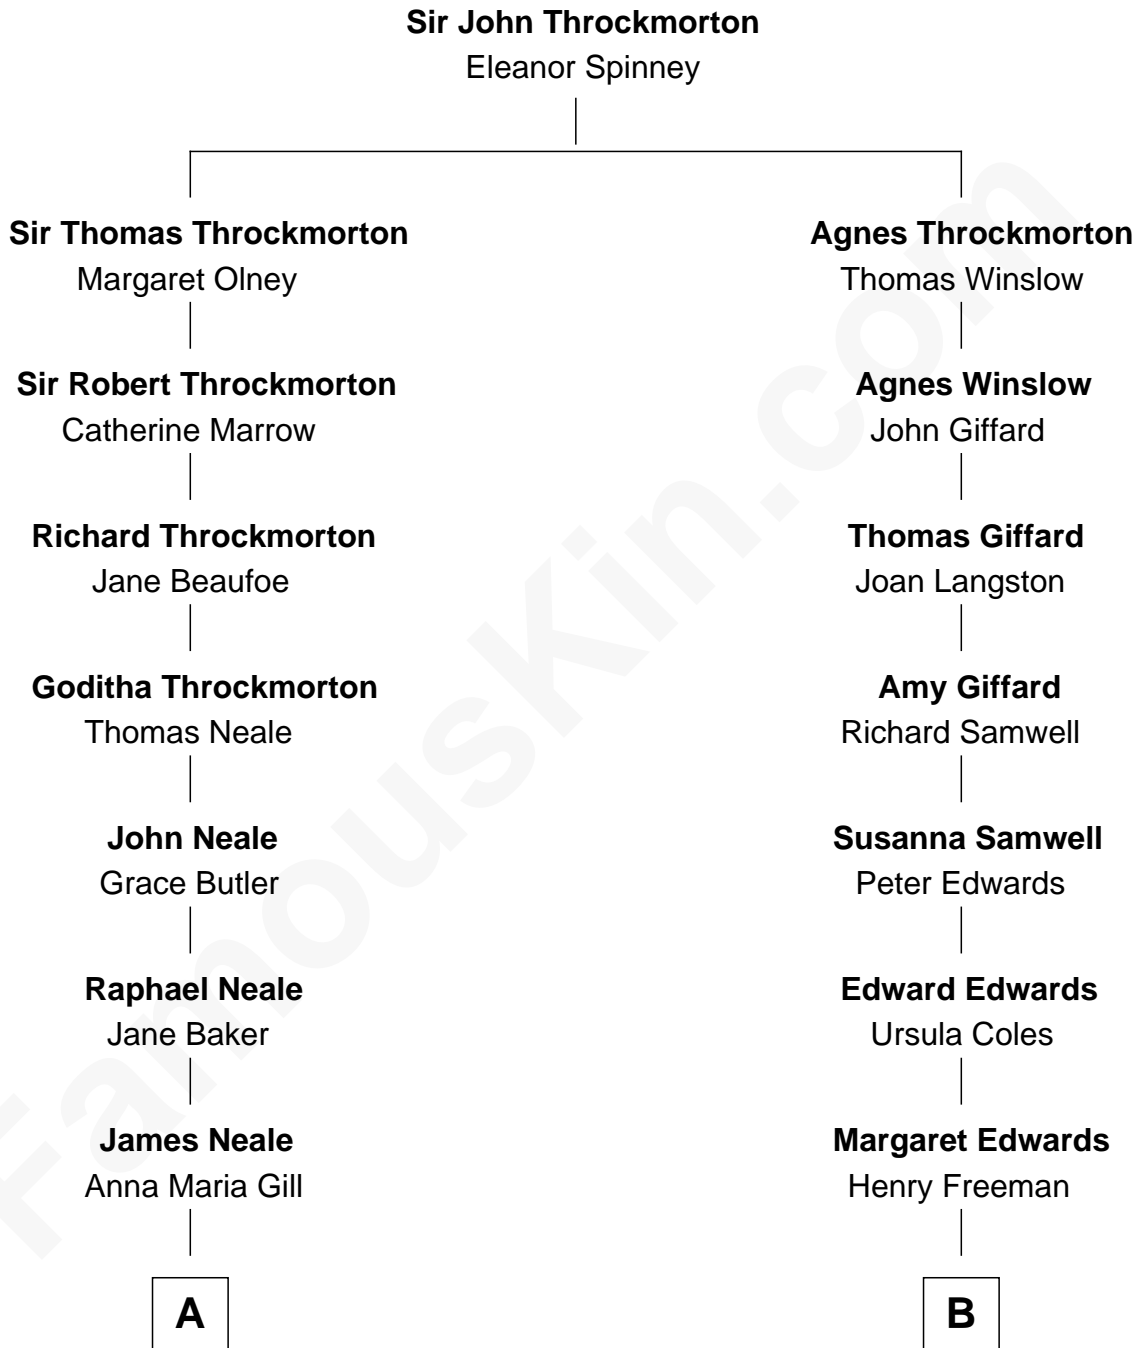 Sir John Throckmorton
Eleanor Spinney
Sir Thomas Throckmorton
Margaret Olney
Agnes Throckmorton
Thomas Winslow
Sir Robert Throckmorton
Catherine Marrow
Agnes Winslow
John Giffard
Richard Throckmorton
Jane Beaufoe
Thomas Giffard
Joan Langston
Goditha Throckmorton
Thomas Neale
Amy Giffard
Richard Samwell
John Neale
Grace Butler
Susanna Samwell
Peter Edwards
Raphael Neale
Jane Baker
Edward Edwards
Ursula Coles
James Neale
Anna Maria Gill
Margaret Edwards
Henry Freeman
A
B
FamousKin.com